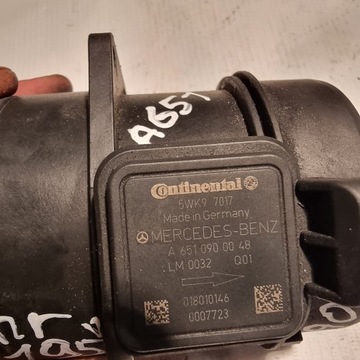 A651
Continental
5WK9 7017
Made in Germany
MERCEDES-BENZ
A 651 090 00 48
LM 0032 Q01
018010146
0007723